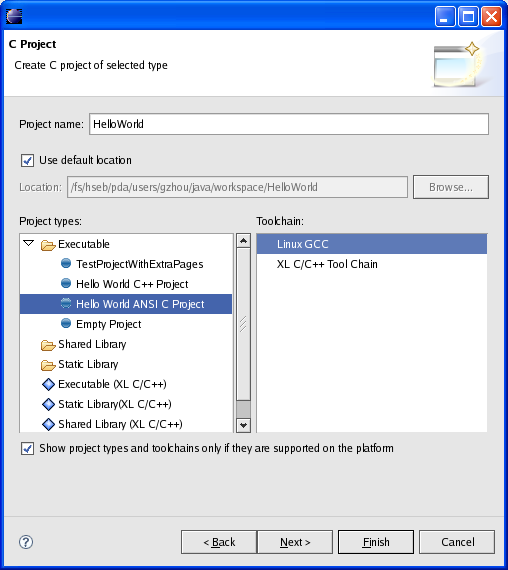 C Project
Create C project of selected type
Project name: HelloWorld
Use default location
Location: /fs/hseb/pda/users/gzhou/java/workspace/HelloWorld Browse...
Project types: Toolchain:
Executable Linux GCC
TestProjectWithExtraPages XL C/C++ Tool Chain
Hello World C++ Project
Hello World ANSI C Project
Empty Project
Shared Library
Static Library
Executable (XL C/C++)
Static Library(XL C/C++)
Shared Library (XL C/C++)
Show project types and toolchains only if they are supported on the platform
? < Back Next > Finish Cancel